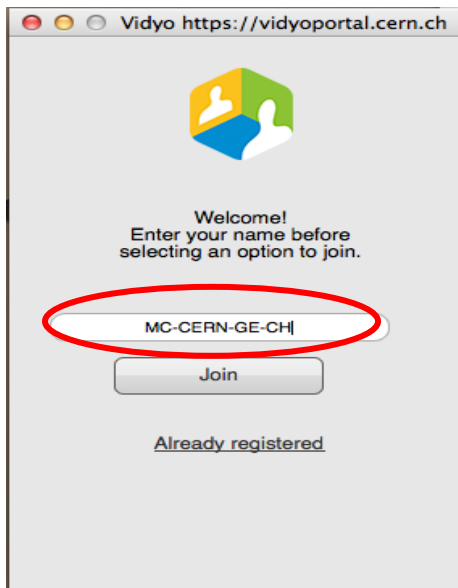 Vidyo https://vidyoportal.cern.ch
Welcome!
Enter your name before
selecting an option to join.
MC-CERN-GE-CH
Join
Already registered